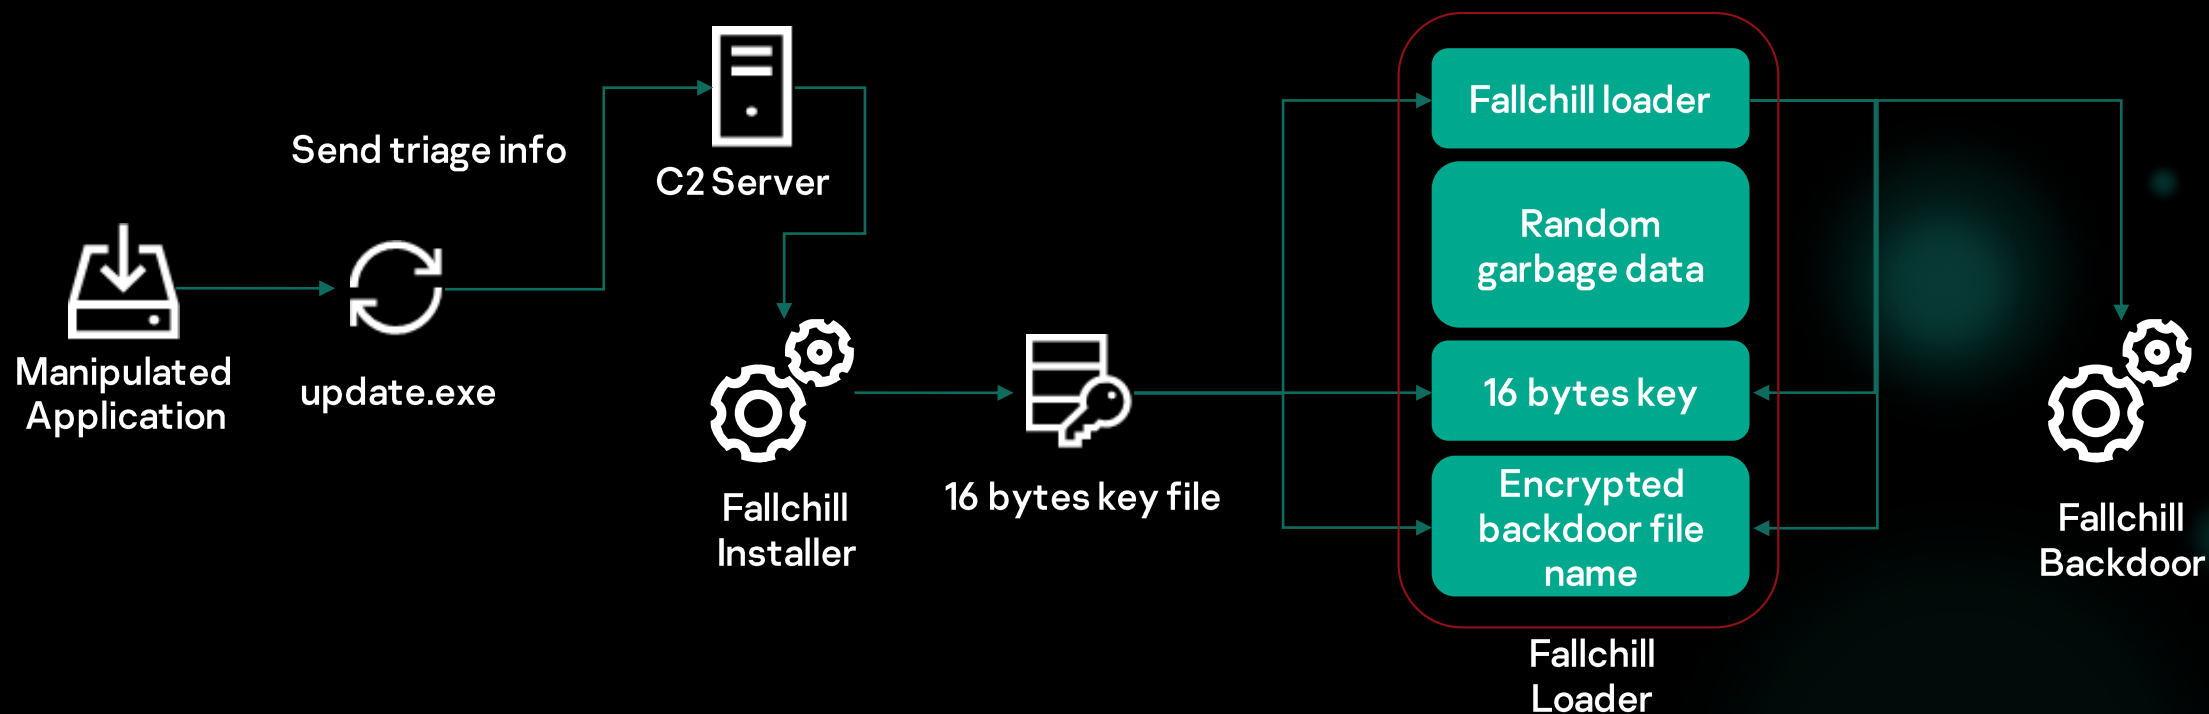 Manipulated
Application
update.exe
Send triage info
C2 Server
Fallchill
Installer
16 bytes key file
Fallchill loader
Random
garbage data
16 bytes key
Encrypted
backdoor file
name
Fallchill
Loader
Fallchill
Backdoor